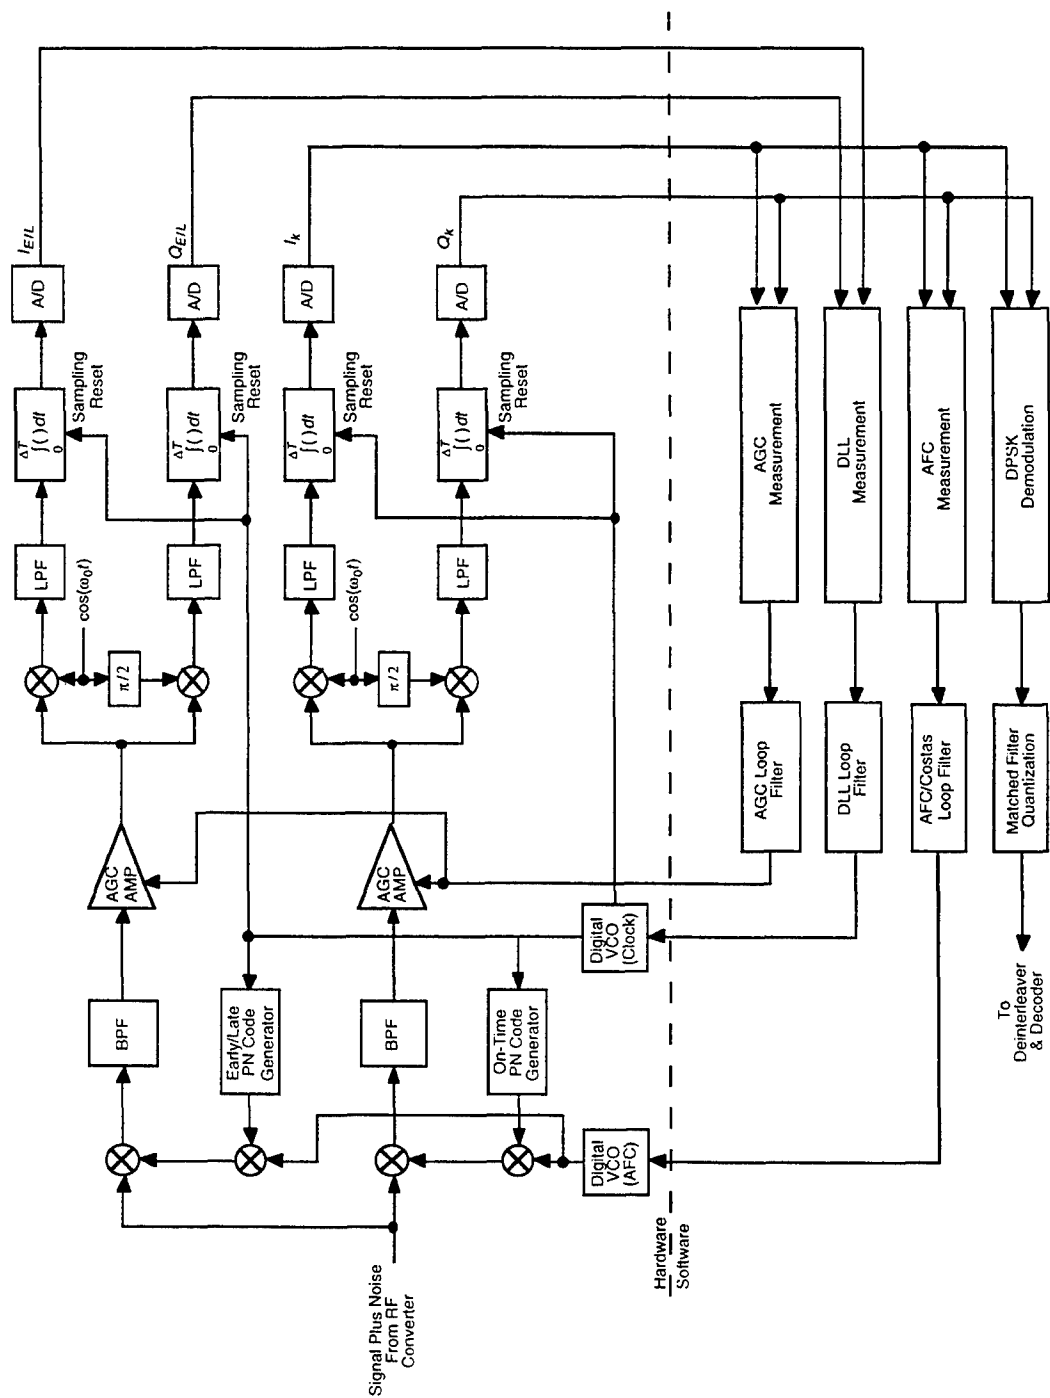 I_E/L
Q_E/L
I_k
Q_k
A/D
A/D
A/D
A/D
Sampling
Reset
Sampling
Reset
Sampling
Reset
Sampling
Reset
ΔT
∫( )dt
0
ΔT
∫( )dt
0
ΔT
∫( )dt
0
ΔT
∫( )dt
0
LPF
LPF
LPF
LPF
cos(ω₀t)
cos(ω₀t)
π/2
π/2
AGC
AMP
AGC
AMP
BPF
BPF
Early/Late
PN Code
Generator
On-Time
PN Code
Generator
Digital
VCO
(Clock)
Digital
VCO
(AFC)
Signal Plus Noise
From RF
Converter
Hardware
Software
AGC
Measurement
DLL
Measurement
AFC
Measurement
DPSK
Demodulation
AGC Loop
Filter
DLL Loop
Filter
AFC/Costas
Loop Filter
Mached Filter
Quantization
To
Deinterleaver
& Decoder